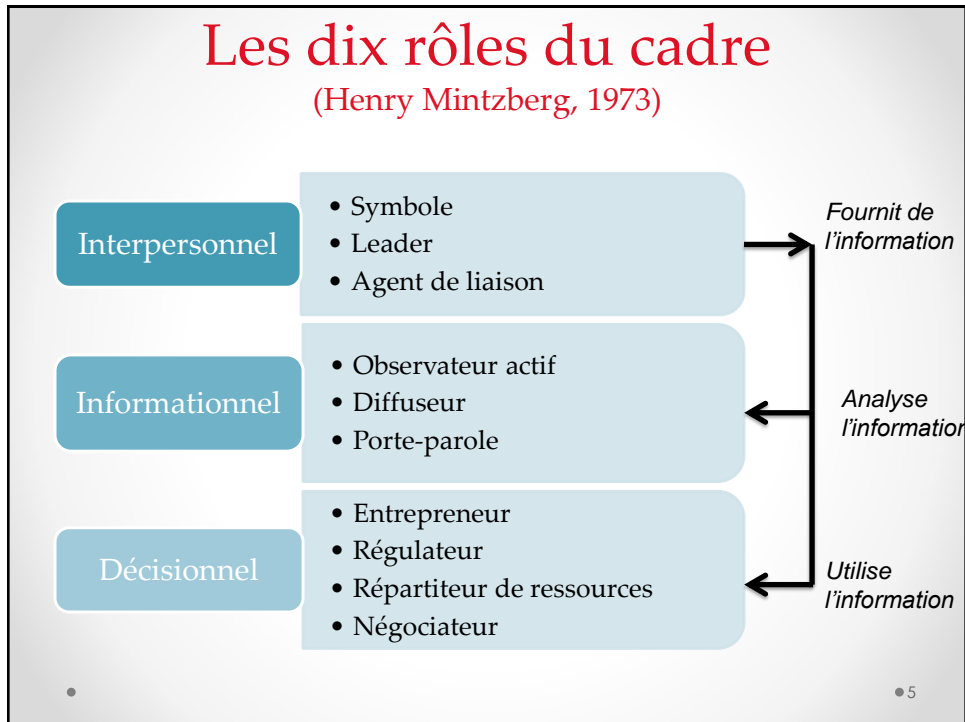 Les dix rôles du cadre
(Henry Mintzberg, 1973)
Interpersonnel
• Symbole
• Leader
• Agent de liaison
Fournit de
l’information
Informationnel
• Observateur actif
• Diffuseur
• Porte-parole
Analyse
l’information
Décisionnel
• Entrepreneur
• Régulateur
• Répartiteur de ressources
• Négociateur
Utilise
l’information
5